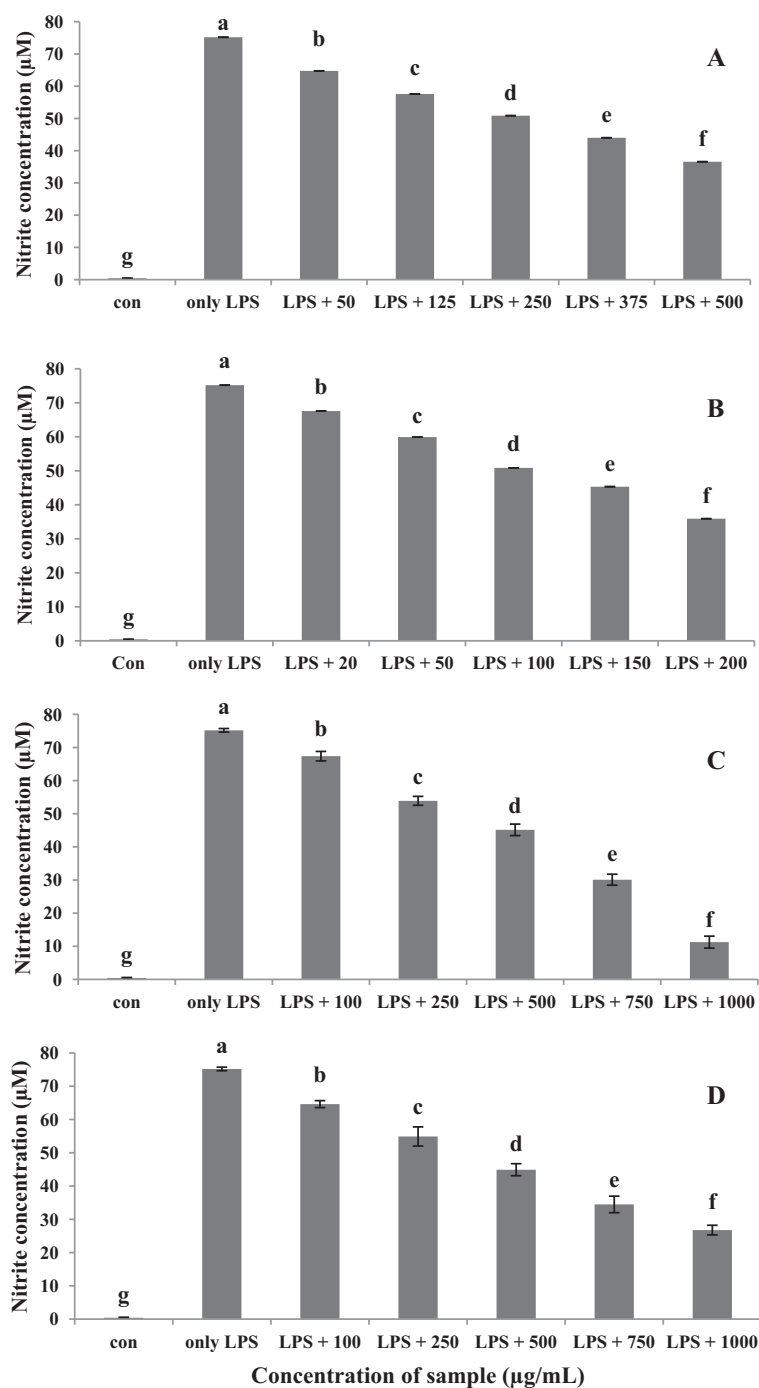 Nitrite concentration (µM)
80
70
60
50
40
30
20
10
0
a
b
c
d
e
f
g
A
con only LPS LPS + 50 LPS + 125 LPS + 250 LPS + 375 LPS + 500
Nitrite concentration (µM)
80
70
60
50
40
30
20
10
0
a
b
c
d
e
f
g
B
Con only LPS LPS + 20 LPS + 50 LPS + 100 LPS + 150 LPS + 200
Nitrite concentration (µM)
80
70
60
50
40
30
20
10
0
a
b
c
d
e
f
g
C
con only LPS LPS + 100 LPS + 250 LPS + 500 LPS + 750 LPS + 1000
Nitrite concentration (µM)
80
70
60
50
40
30
20
10
0
a
b
c
d
e
f
g
D
con only LPS LPS + 100 LPS + 250 LPS + 500 LPS + 750 LPS + 1000
Concentration of sample (µg/mL)